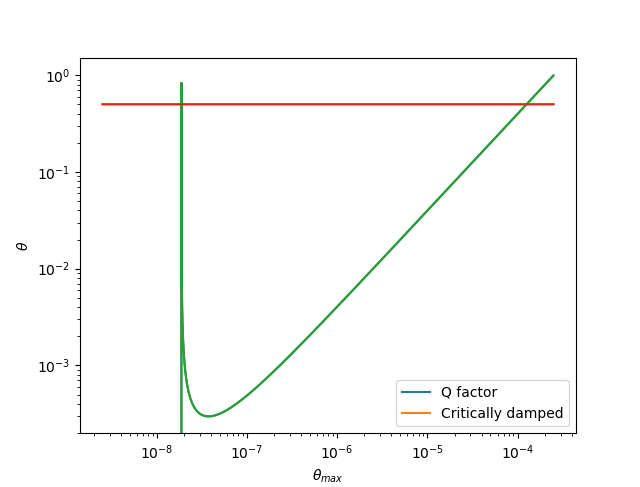 10⁰
10⁻¹
10⁻²
10⁻³
θ
10⁻⁸
10⁻⁷
10⁻⁶
10⁻⁵
10⁻⁴
θmax
Q factor
Critically damped